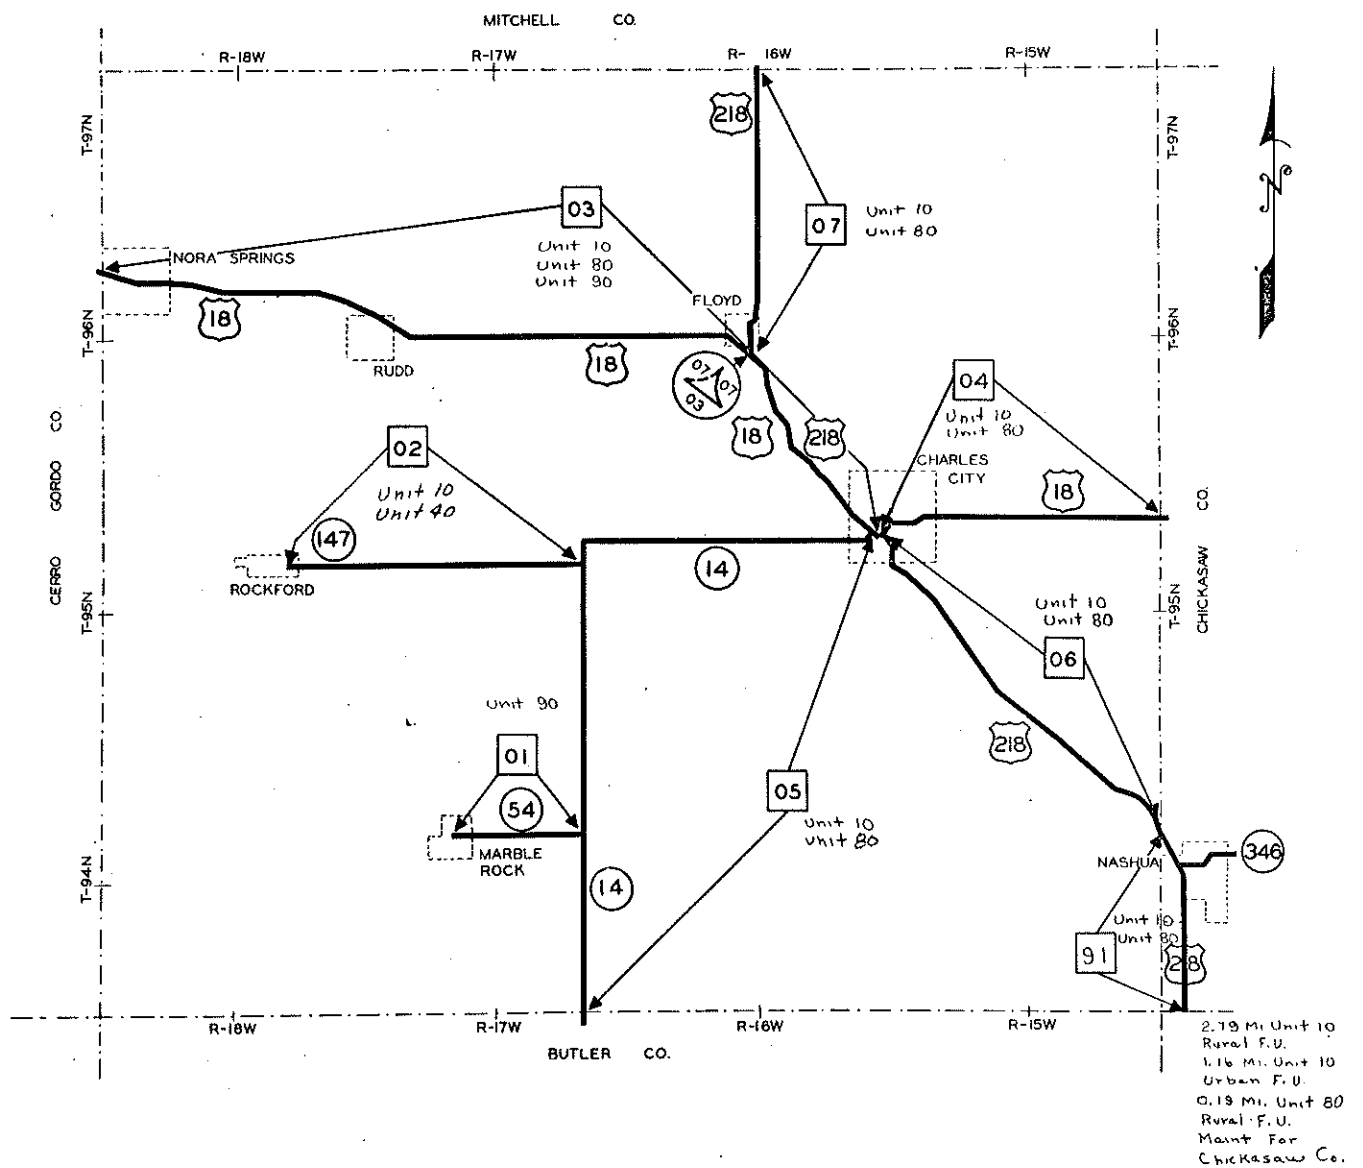 MITCHELL CO.
R-18W R-17W R- 16W R-15W
T-97N
T-97N
218
N
03
Unit 10
Unit 80
Unit 90
07
Unit 10
Unit 80
NORA SPRINGS
FLOYD
18
T-96N
T-96N
RUDD
18
07 07
03
04
Unit 10
Unit 80
18
218
CHARLES
CITY
18
CERRO GORDO CO.
CHICKASAW CO.
02
Unit 10
Unit 40
147
ROCKFORD
14
T-95N
T-95N
Unit 10
Unit 80
06
Unit 90
01
54
MARBLE
ROCK
218
05
Unit 10
Unit 80
14
T-94N
NASHUA
346
Unit 10
Unit 80
91
218
R-18W R-17W R-16W R-15W
BUTLER CO.
2.79 Mi. Unit 10
Rural F.U.
1.16 Mi. Unit 10
Urban F.U.
0.19 Mi. Unit 80
Rural F.U.
Maint For
Chickasaw Co.